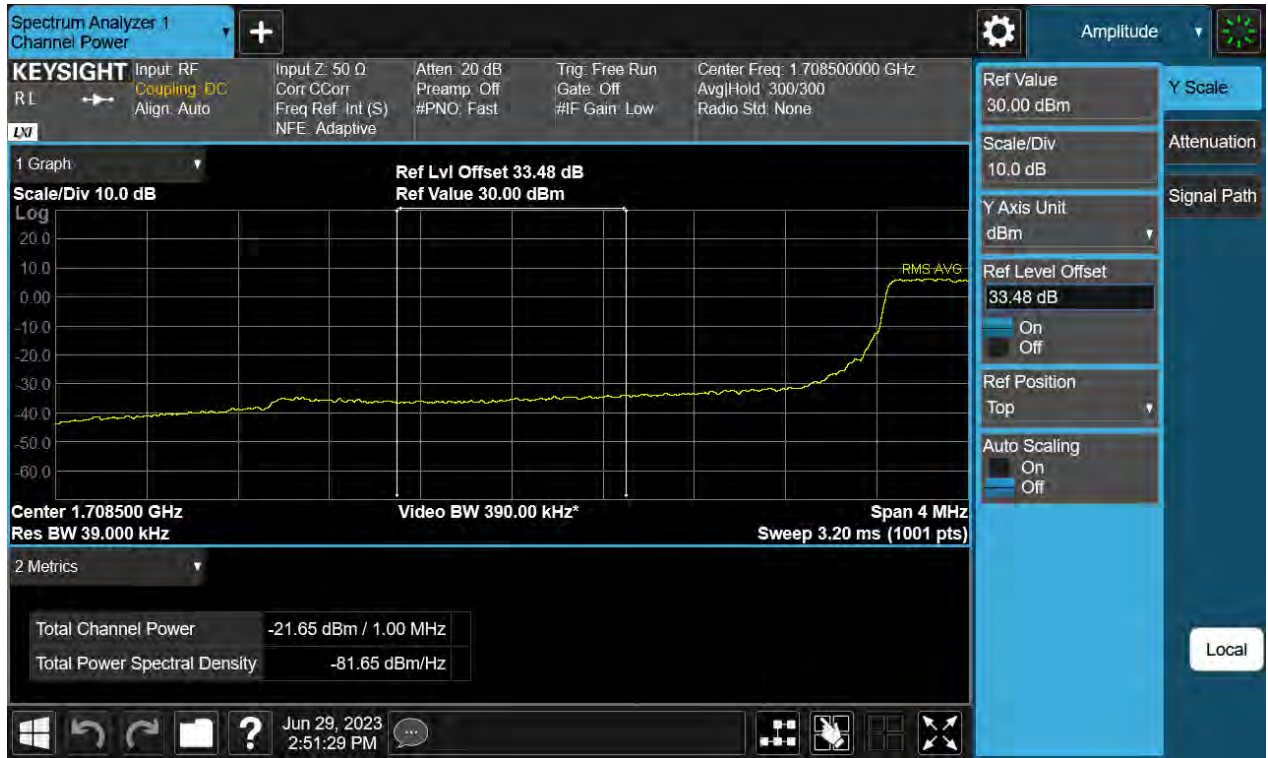 Spectrum Analyzer 1
Channel Power
+
Amplitude
KEYSIGHT
RL
LXI
Input: RF
Coupling: DC
Align: Auto
Input Z: 50 Ω
Corr CCorr
Freq Ref: Int (S)
NFE: Adaptive
Atten: 20 dB
Preamp: Off
#PNO: Fast
Trig: Free Run
Gate: Off
#IF Gain: Low
Center Freq: 1.708500000 GHz
Avg|Hold: 300/300
Radio Std: None
1 Graph
Scale/Div 10.0 dB
Ref Lvl Offset 33.48 dB
Ref Value 30.00 dBm
Log
20.0
10.0
0.00
-10.0
-20.0
-30.0
-40.0
-50.0
-60.0
RMS AVG
Center 1.708500 GHz
Video BW 390.00 kHz*
Span 4 MHz
Res BW 39.000 kHz
Sweep 3.20 ms (1001 pts)
2 Metrics
Total Channel Power
-21.65 dBm / 1.00 MHz
Total Power Spectral Density
-81.65 dBm/Hz
Ref Value
30.00 dBm
Scale/Div
10.0 dB
Y Axis Unit
dBm
Ref Level Offset
33.48 dB
On
Off
Ref Position
Top
Auto Scaling
On
Off
Y Scale
Attenuation
Signal Path
Local
?
Jun 29, 2023
2:51:29 PM